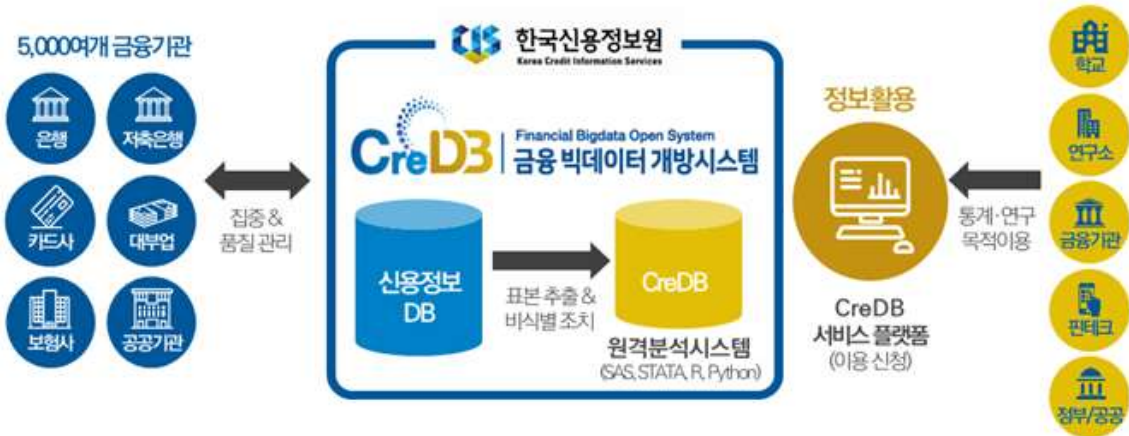 5,000여개 금융기관
은행
저축은행
카드사
대부업
보험사
공공기관
집중 &
품질 관리
CIS 한국신용정보원
Korea Credit Information Services
CreDB
Financial Bigdata Open System
금융 빅데이터 개방시스템
신용정보
DB
표본 추출 &
비식별 조치
CreDB
원격분석시스템
(SAS, STATA, R, Python)
정보활용
CreDB
서비스 플랫폼
(이용 신청)
통계·연구
목적이용
학교
연구소
금융기관
핀테크
정부/공공